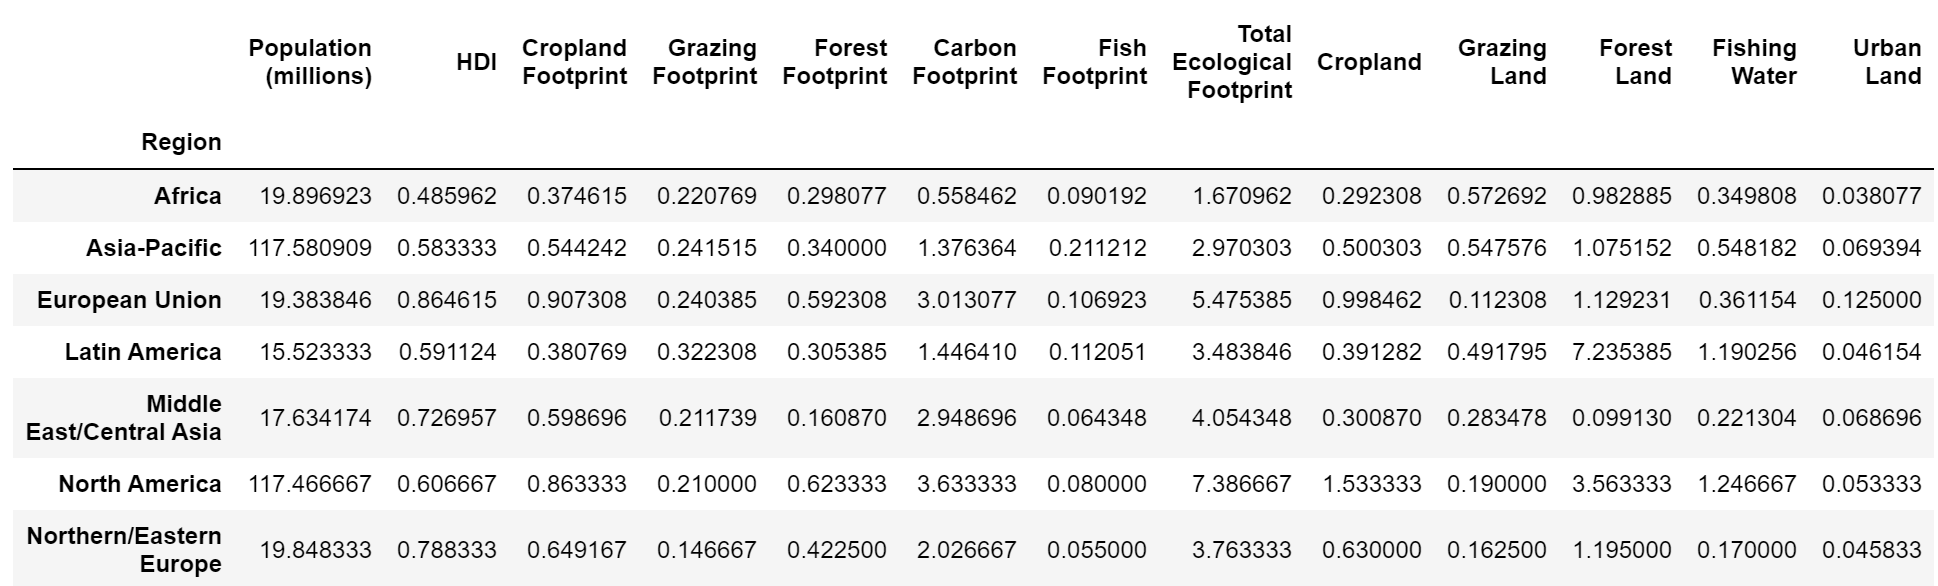 Population (millions) HDI Cropland Footprint Grazing Footprint Forest Footprint Carbon Footprint Fish Footprint Total Ecological Footprint Cropland Grazing Land Forest Land Fishing Water Urban Land
Region
Africa 19.896923 0.485962 0.374615 0.220769 0.298077 0.558462 0.090192 1.670962 0.292308 0.572692 0.982885 0.349808 0.038077
Asia-Pacific 117.580909 0.583333 0.544242 0.241515 0.340000 1.376364 0.211212 2.970303 0.500303 0.547576 1.075152 0.548182 0.069394
European Union 19.383846 0.864615 0.907308 0.240385 0.592308 3.013077 0.106923 5.475385 0.998462 0.112308 1.129231 0.361154 0.125000
Latin America 15.523333 0.591124 0.380769 0.322308 0.305385 1.446410 0.112051 3.483846 0.391282 0.491795 7.235385 1.190256 0.046154
Middle East/Central Asia 17.634174 0.726957 0.598696 0.211739 0.160870 2.948696 0.064348 4.054348 0.300870 0.283478 0.099130 0.221304 0.068696
North America 117.466667 0.606667 0.863333 0.210000 0.623333 3.633333 0.080000 7.386667 1.533333 0.190000 3.563333 1.246667 0.053333
Northern/Eastern Europe 19.848333 0.788333 0.649167 0.146667 0.422500 2.026667 0.055000 3.763333 0.630000 0.162500 1.195000 0.170000 0.045833